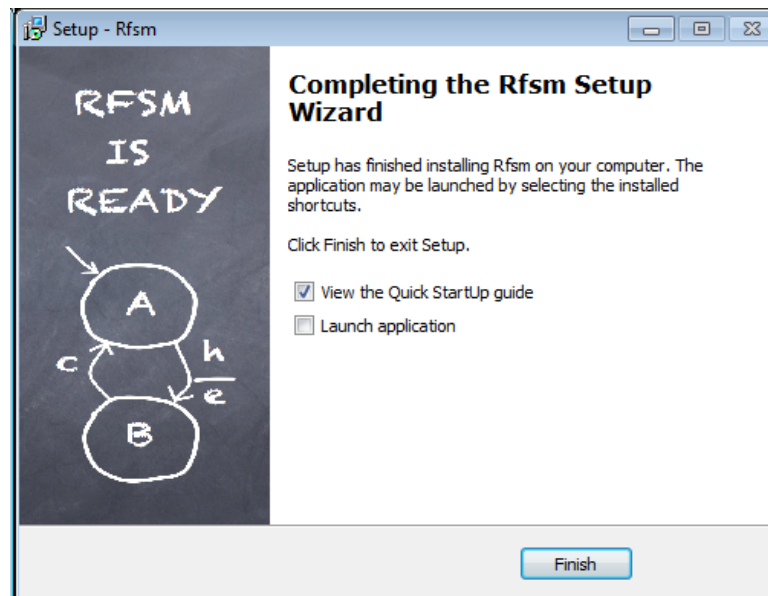 Setup - Rfsm
RFSM
IS
READY
A
c
h
e
B
Completing the Rfsm Setup
Wizard
Setup has finished installing Rfsm on your computer. The
application may be launched by selecting the installed
shortcuts.
Click Finish to exit Setup.
View the Quick StartUp guide
Launch application
Finish